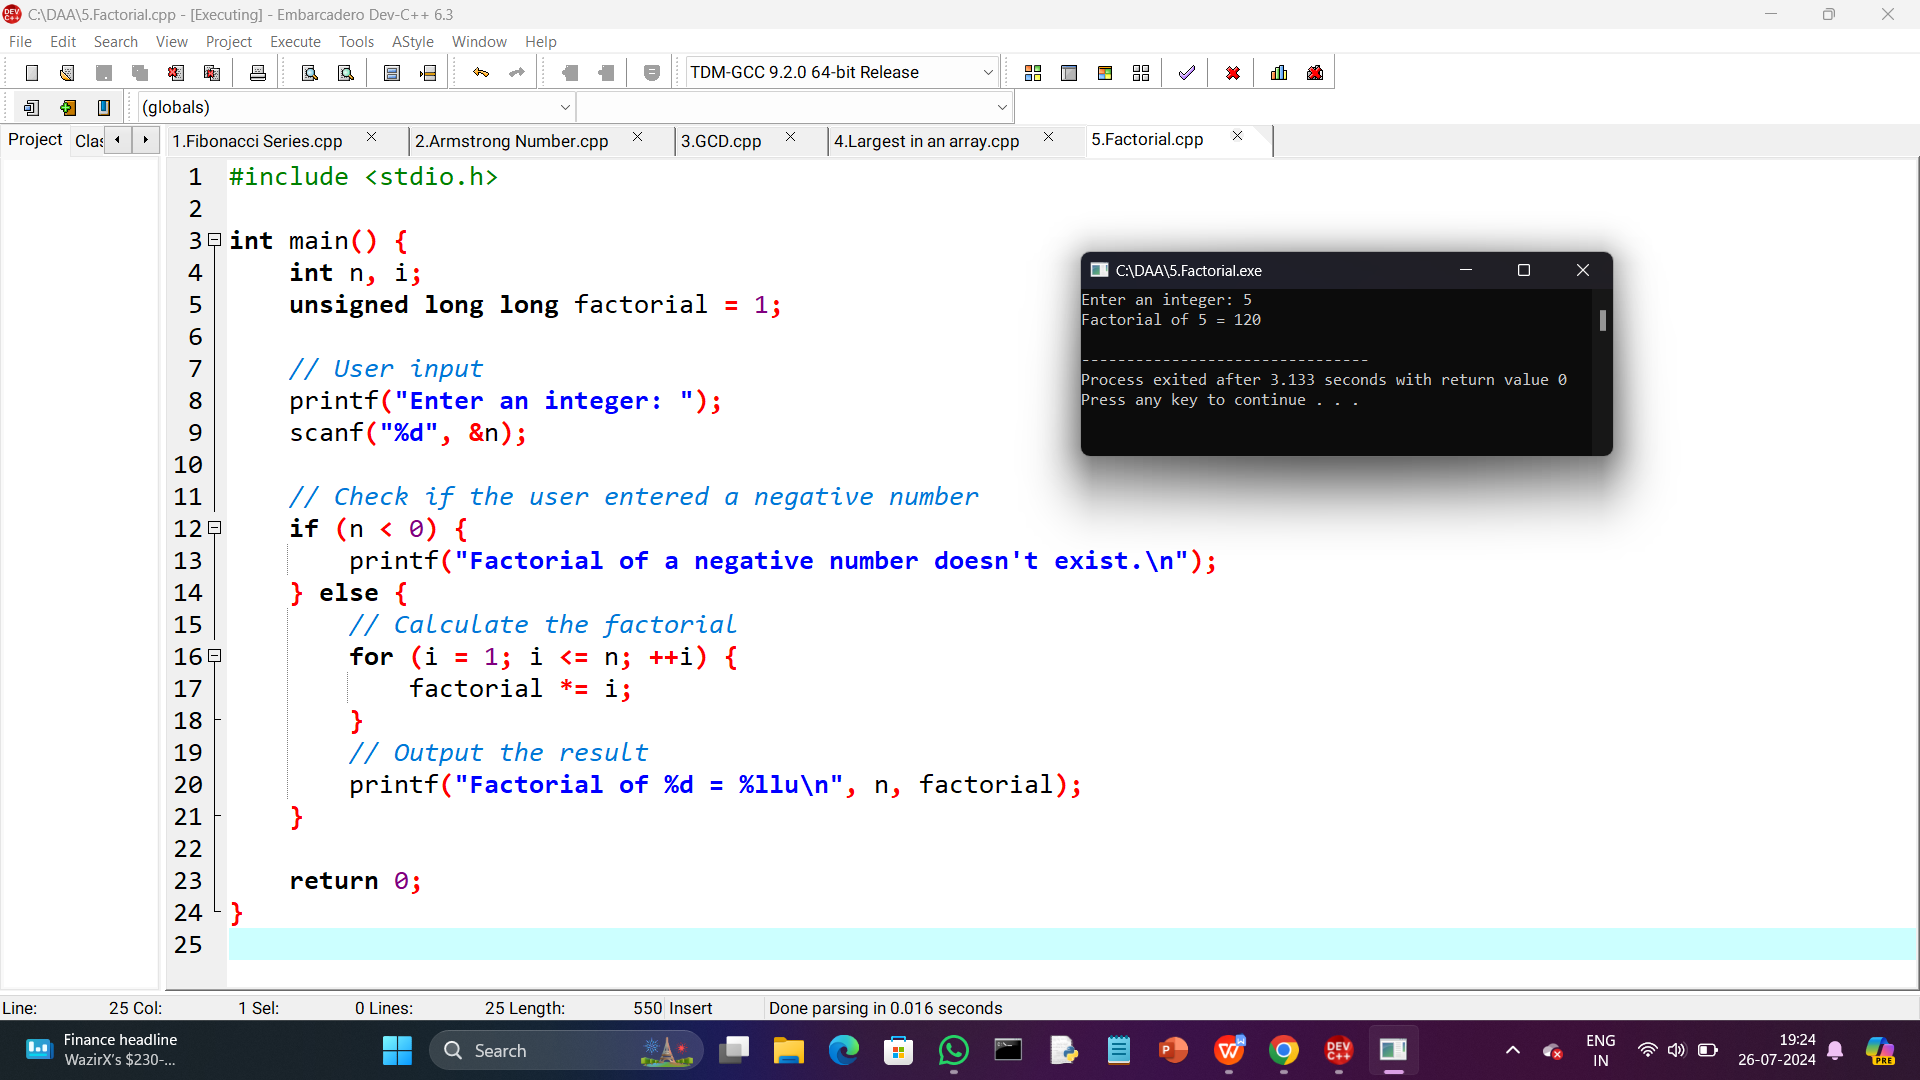 C:\DAA\5.Factorial.cpp - [Executing] - Embarcadero Dev-C++ 6.3
File Edit Search View Project Execute Tools AStyle Window Help
TDM-GCC 9.2.0 64-bit Release
(globals)
Project Clas 1.Fibonacci Series.cpp 2.Armstrong Number.cpp 3.GCD.cpp 4.Largest in an array.cpp 5.Factorial.cpp
1 #include <stdio.h>
2
3 int main() {
4     int n, i;
5     unsigned long long factorial = 1;
6
7     // User input
8     printf("Enter an integer: ");
9     scanf("%d", &n);
10
11     // Check if the user entered a negative number
12     if (n < 0) {
13         printf("Factorial of a negative number doesn't exist.\n");
14     } else {
15         // Calculate the factorial
16         for (i = 1; i <= n; ++i) {
17             factorial *= i;
18         }
19         // Output the result
20         printf("Factorial of %d = %llu\n", n, factorial);
21     }
22
23     return 0;
24 }
25
C:\DAA\5.Factorial.exe
Enter an integer: 5
Factorial of 5 = 120
--------------------------------
Process exited after 3.133 seconds with return value 0
Press any key to continue . . .
Line: 25 Col: 1 Sel: 0 Lines: 25 Length: 550 Insert Done parsing in 0.016 seconds
Finance headline
WazirX's $230-...
Search
DEV C++
PRE
ENG
IN
19:24
26-07-2024